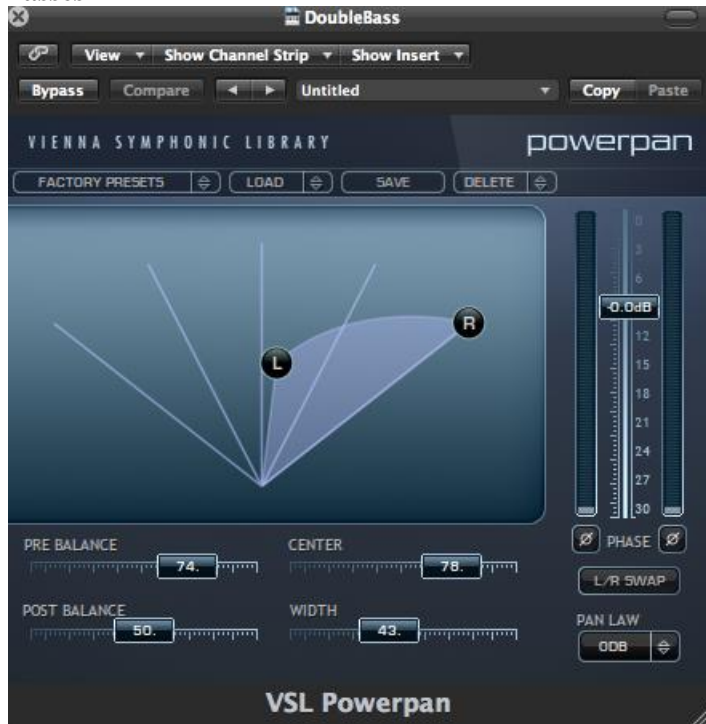 DoubleBass
View Show Channel Strip Show Insert
Bypass Compare Untitled Copy Paste
VIENNA SYMPHONIC LIBRARY powerpan
FACTORY PRESETS LOAD SAVE DELETE
0
3
6
-0.0dB
12
15
18
21
24
27
30
L
R
PHASE
L/R SWAP
PAN LAW
0DB
PRE BALANCE CENTER
74. 78.
POST BALANCE WIDTH
50. 43.
VSL Powerpan